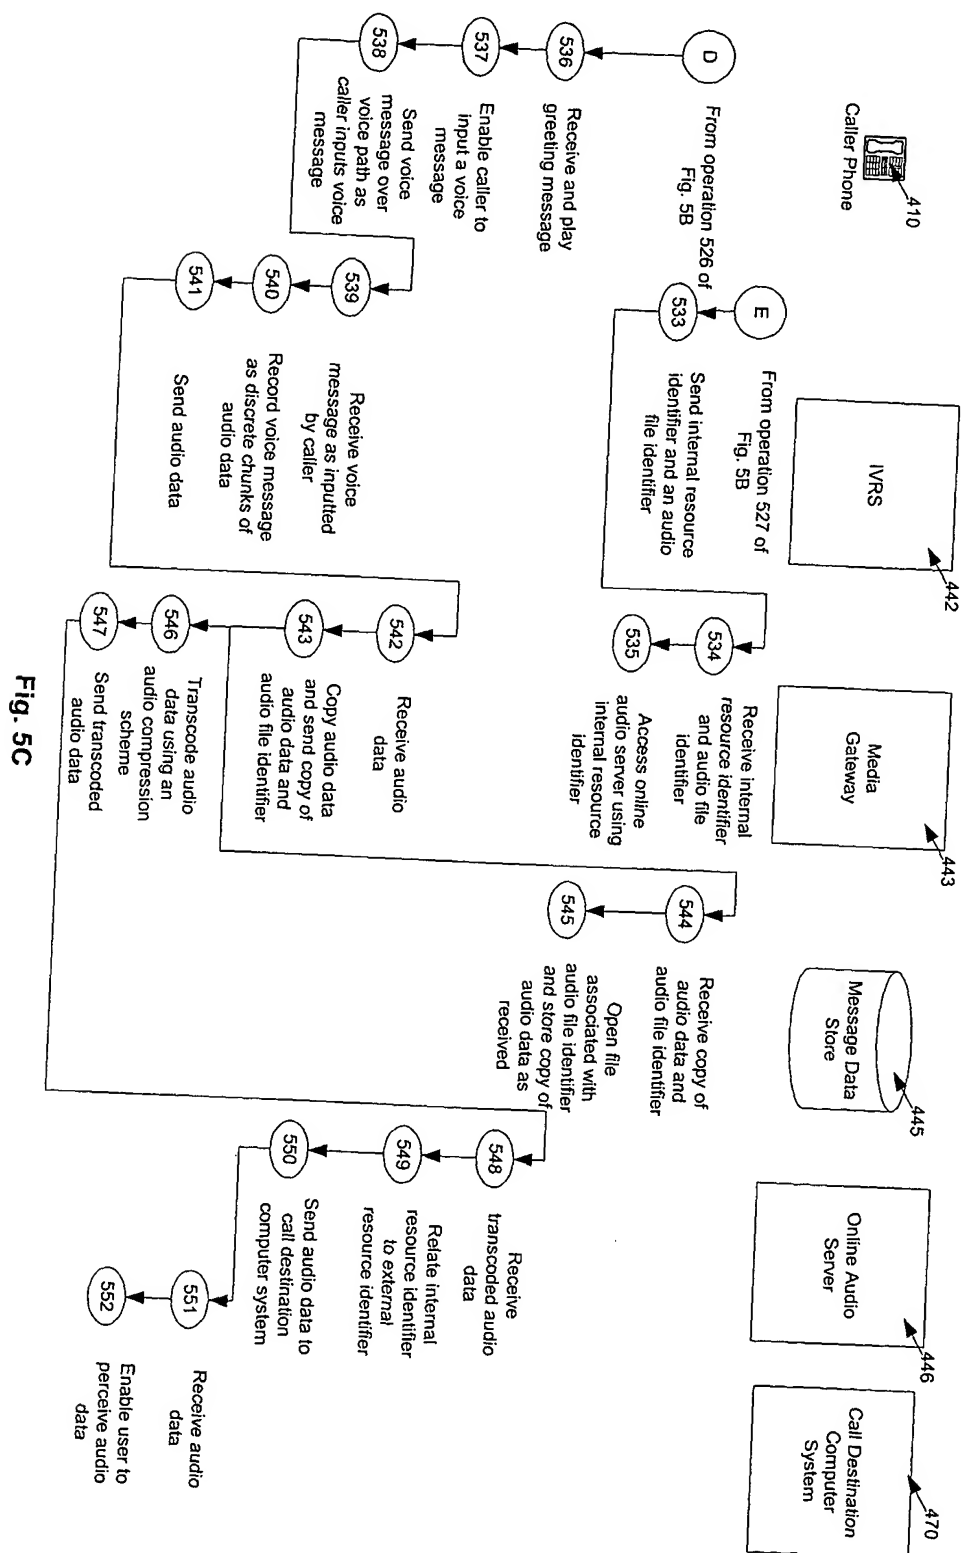 410
Caller Phone
IVRS
442
Media
Gateway
443
Message Data
Store
445
Online Audio
Server
446
Call Destination
Computer
System
470
D
From operation 526 of
Fig. 5B
536
Receive and play
greeting message
537
Enable caller to
input a voice
message
538
Send voice
message over
voice path as
caller inputs voice
message
E
From operation 527 of
Fig. 5B
533
Send internal resource
identifier and an audio
file identifier
539
Receive voice
message as inputted
by caller
540
Record voice message
as discrete chunks of
audio data
541
Send audio data
534
Receive internal
resource identifier
and audio file
identifier
535
Access online
audio server using
internal resource
identifier
542
Receive audio
data
543
Copy audio data
and send copy of
audio data and
audio file identifier
546
Transcode audio
data using an
audio compression
scheme
547
Send transcoded
audio data
544
Receive copy of
audio data and
audio file identifier
545
Open file
associated with
audio file identifier
and store copy of
audio data as
received
548
Receive
transcoded audio
data
549
Relate internal
resource identifier
to external
resource identifier
550
Send audio data to
call destination
computer system
551
Receive audio
data
552
Enable user to
perceive audio
data
Fig. 5C